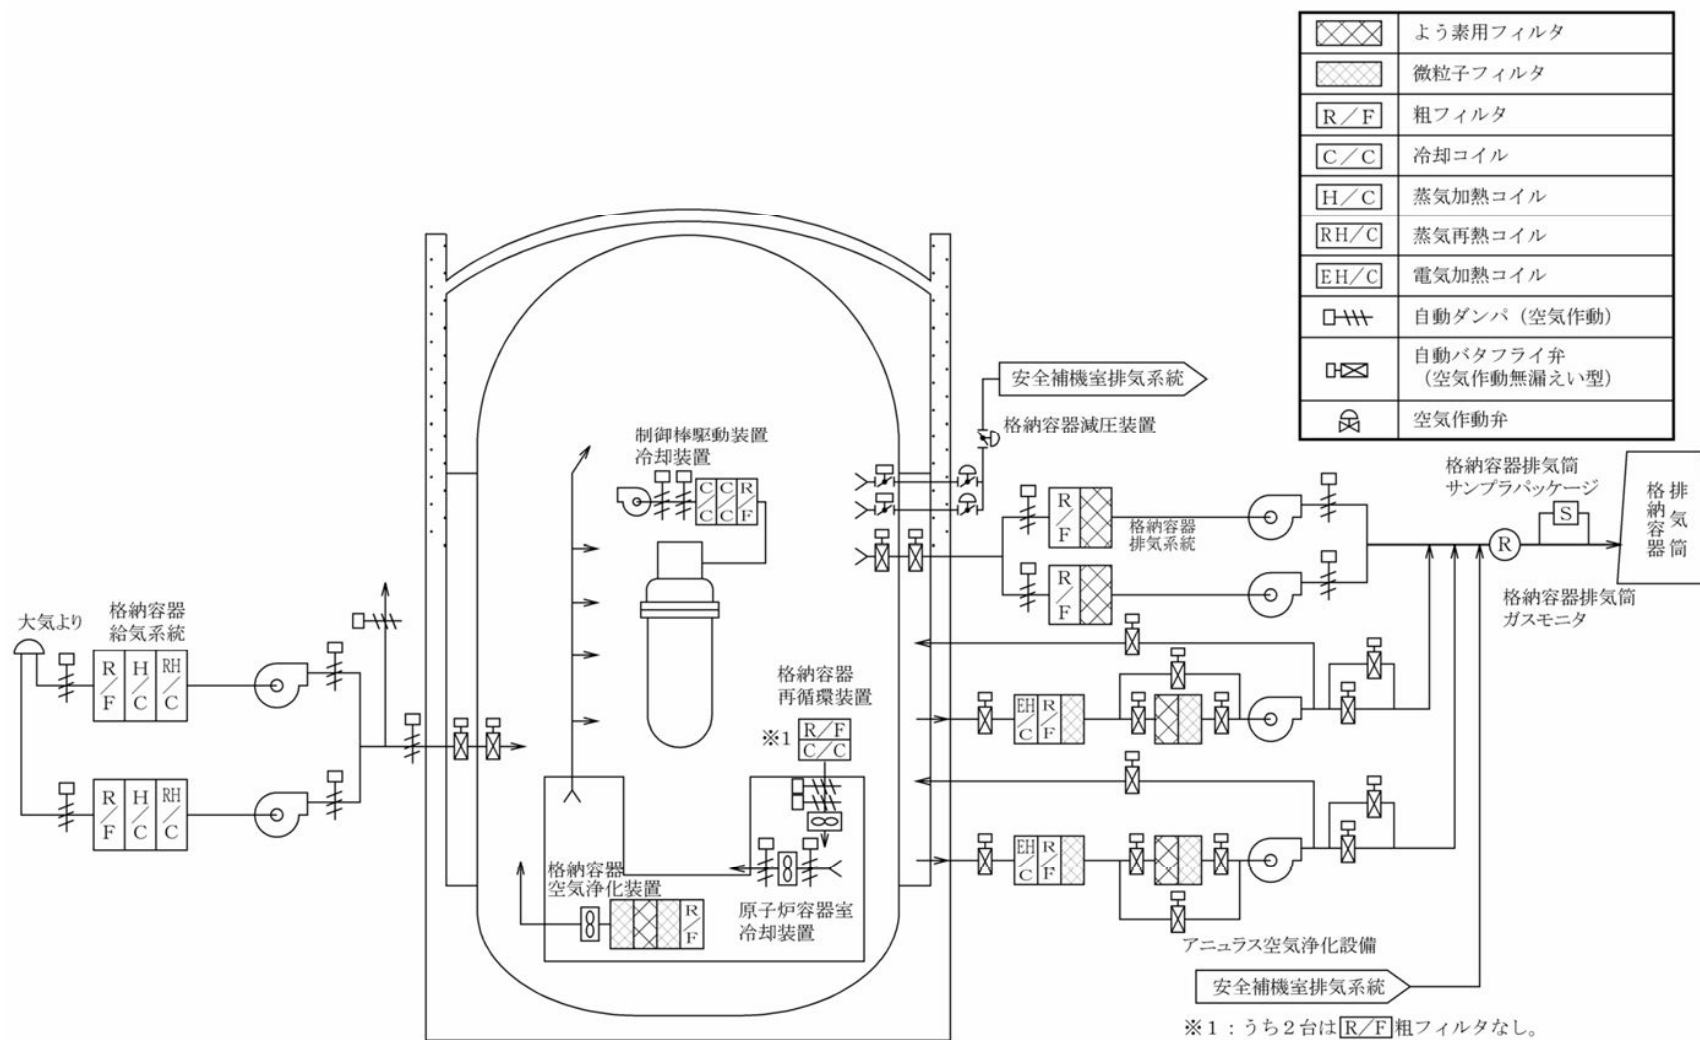 よう素用フィルタ
微粒子フィルタ
R/F
粗フィルタ
C/C
冷却コイル
H/C
蒸気加熱コイル
RH/C
蒸気再熱コイル
EH/C
電気加熱コイル
自動ダンパ（空気作動）
自動バタフライ弁
（空気作動無漏えい型）
空気作動弁
安全補機室排気系統
格納容器減圧装置
制御棒駆動装置
冷却装置
C/C
C/C
R/F
R/F
格納容器
排気系統
R/F
格納容器排気筒
サンプラパッケージ
S
R
格納容器
排気筒
格納容器排気筒
ガスモニタ
大気より
格納容器
給気系統
R/F
H/C
RH/C
R/F
H/C
RH/C
格納容器
再循環装置
※1
R/F
C/C
EH/C
R/F
EH/C
R/F
格納容器
空気浄化装置
R/F
原子炉容器室
冷却装置
アニュラス空気浄化設備
安全補機室排気系統
※1：うち2台はR/F粗フィルタなし。